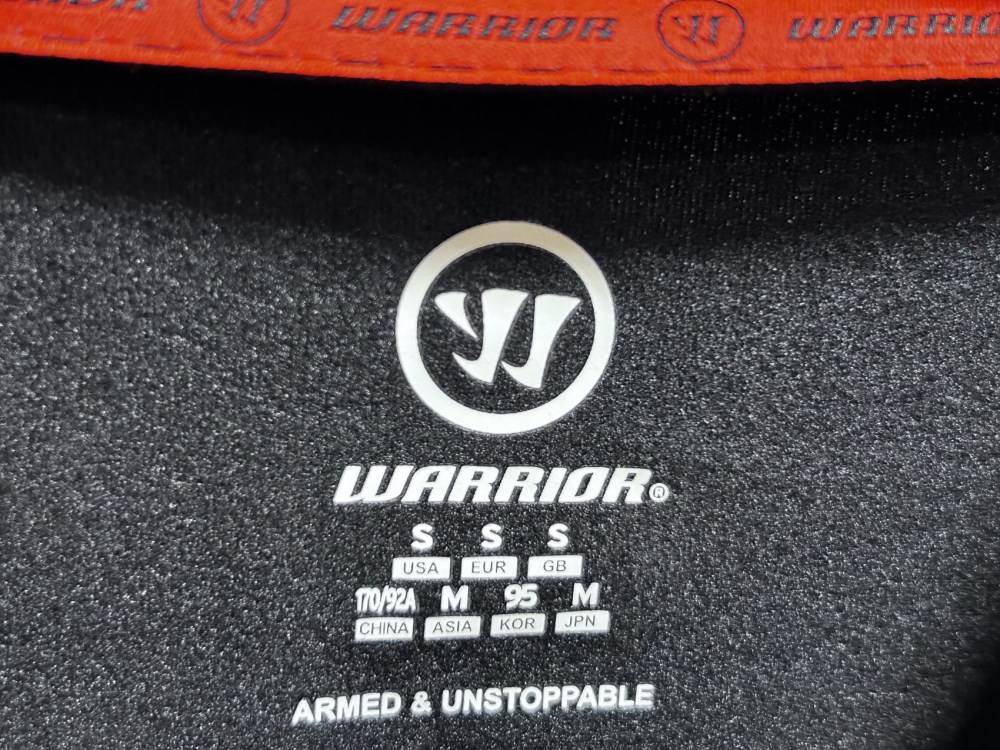 WARRIOR WARRIOR
WARRIOR®
S S S
USA EUR GB
170/92A M 95 M
CHINA ASIA KOR JPN
ARMED & UNSTOPPABLE